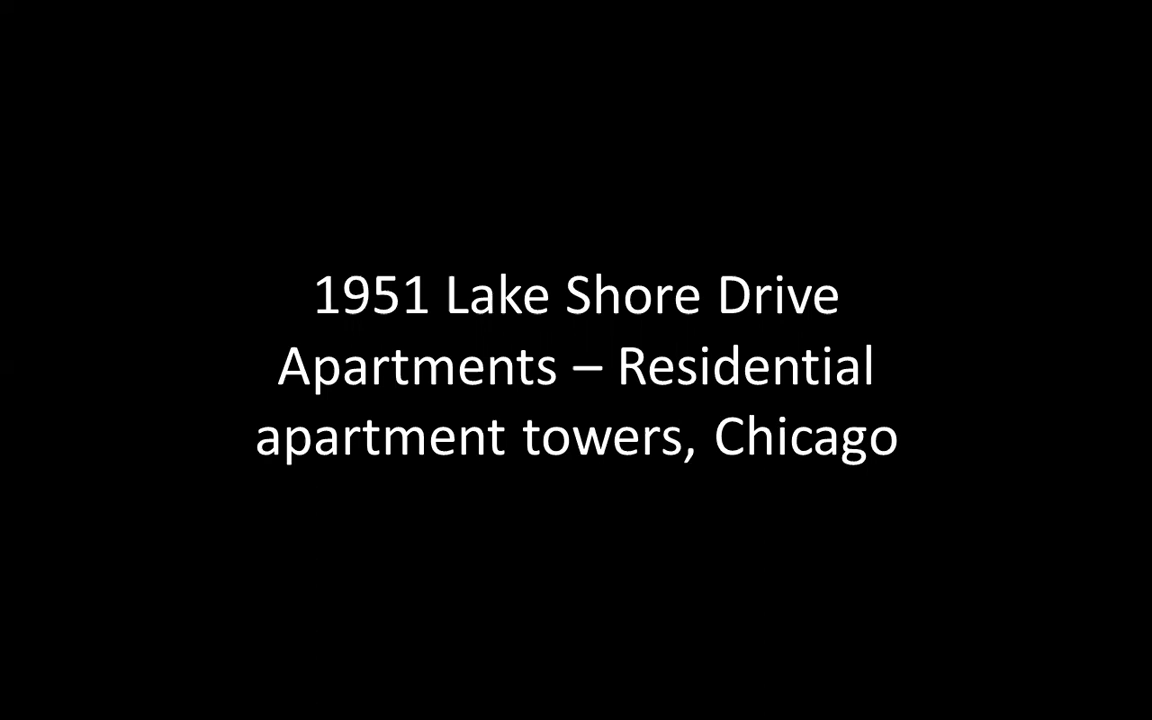 1951 Lake Shore Drive
Apartments – Residential
apartment towers, Chicago